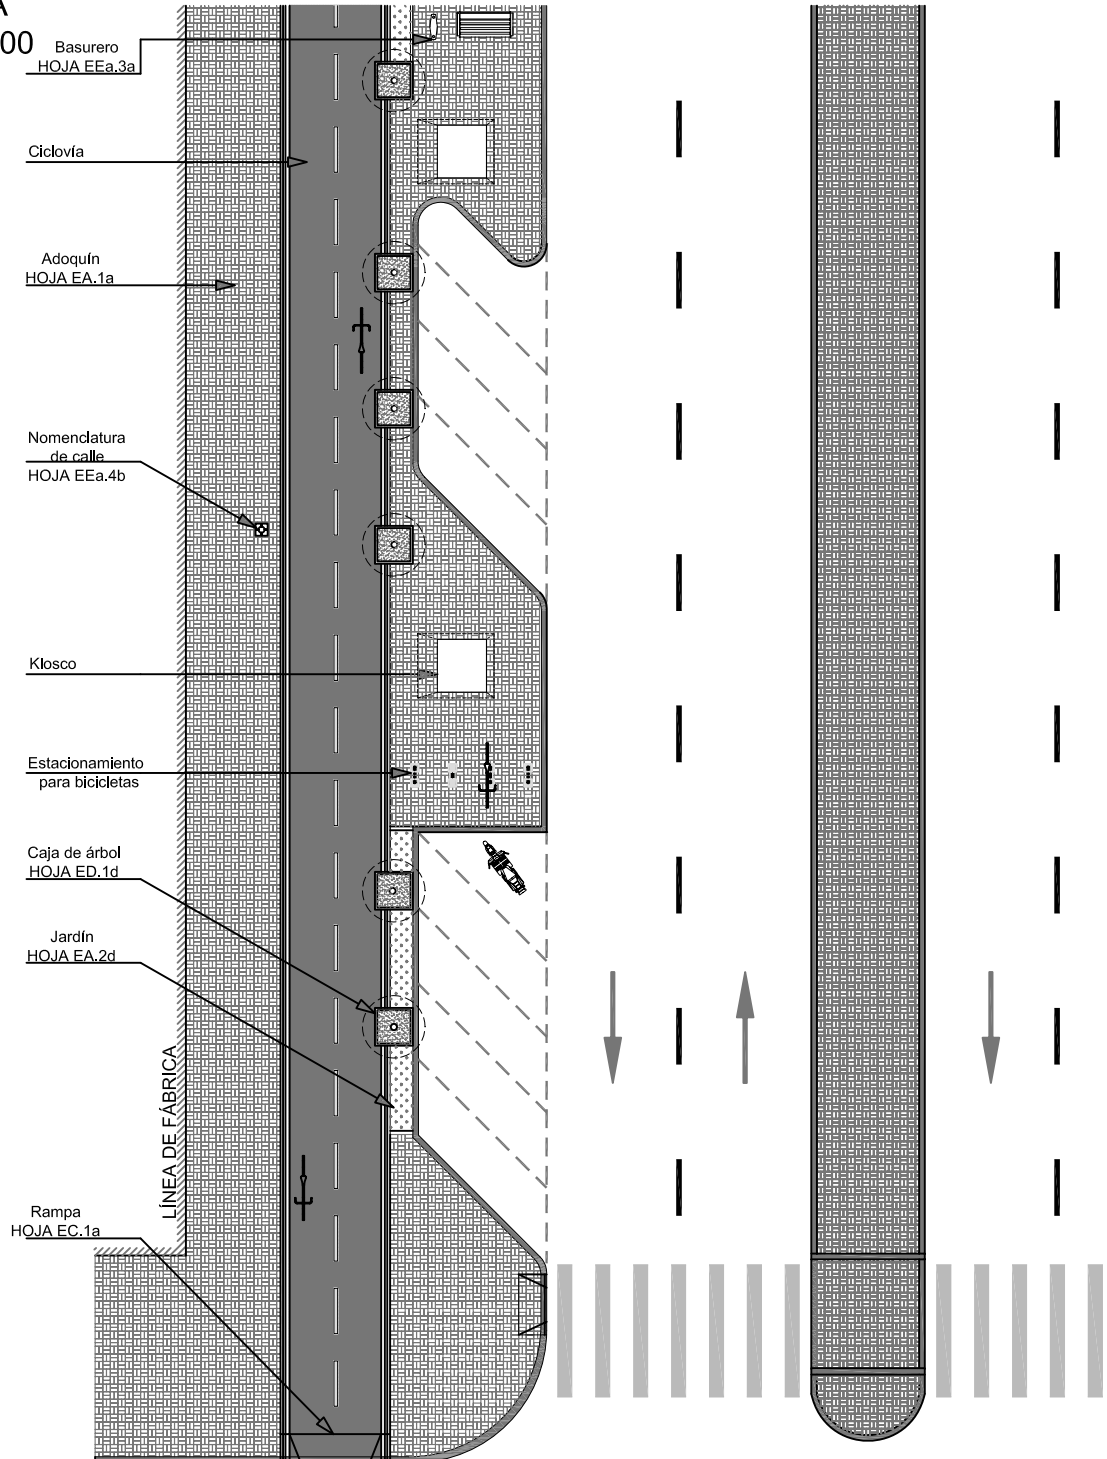 A
00
Basurero
HOJA EEa.3a
Ciclovía
Adoquín
HOJA EA.1a
Nomenclatura
de calle
HOJA EEa.4b
KIosco
Estacionamiento
para bicicletas
Caja de árbol
HOJA ED.1d
Jardín
HOJA EA.2d
LÍNEA DE FÁBRICA
Rampa
HOJA EC.1a